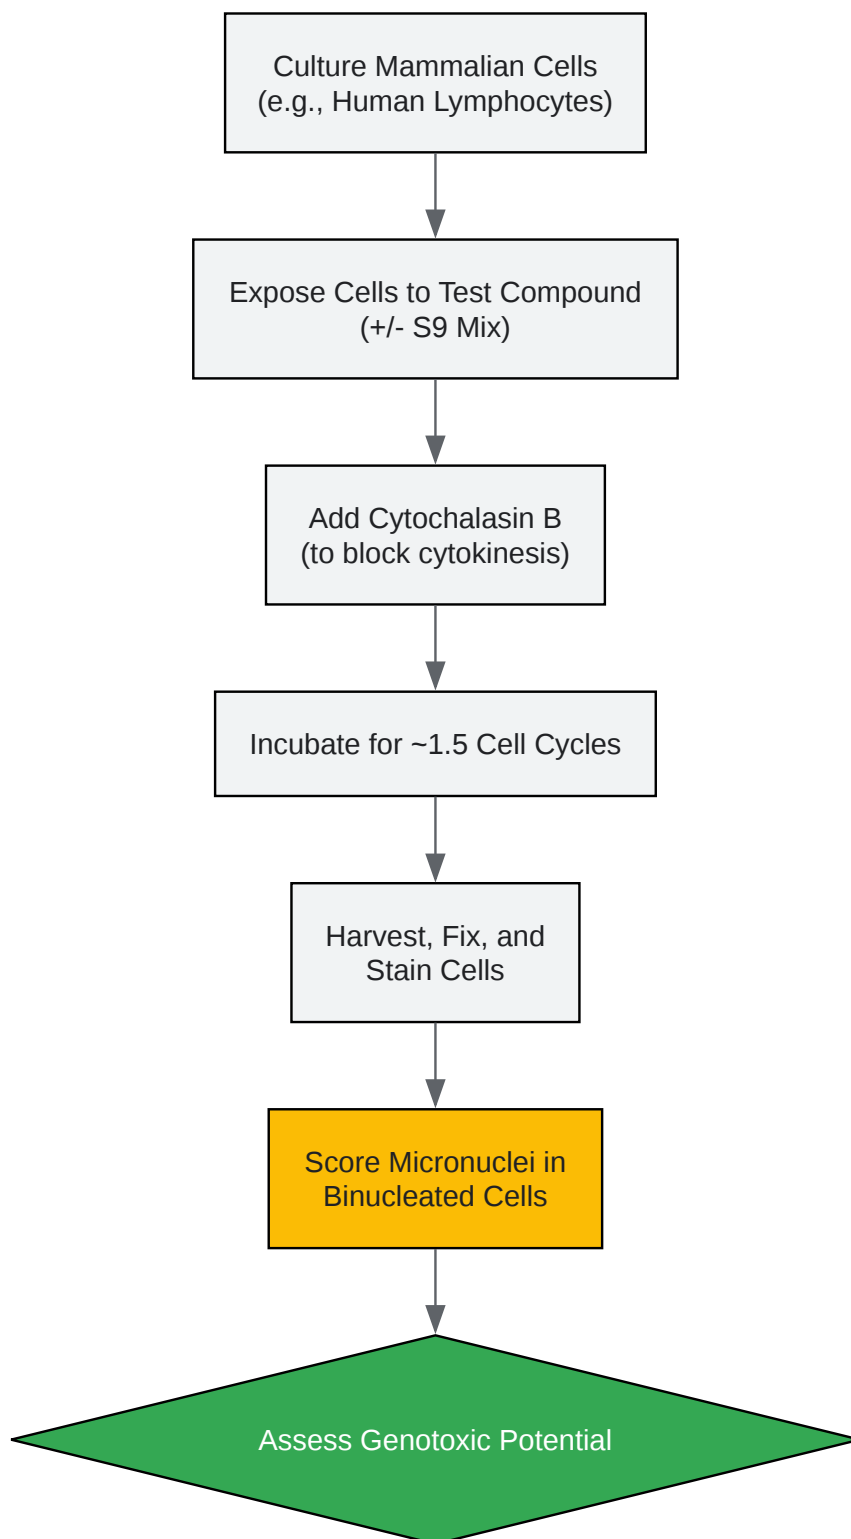 Culture Mammalian Cells
(e.g., Human Lymphocytes)
Expose Cells to Test Compound
(+/- S9 Mix)
Add Cytochalasin B
(to block cytokinesis)
Incubate for ~1.5 Cell Cycles
Harvest, Fix, and
Stain Cells
Score Micronuclei in
Binucleated Cells
Assess Genotoxic Potential